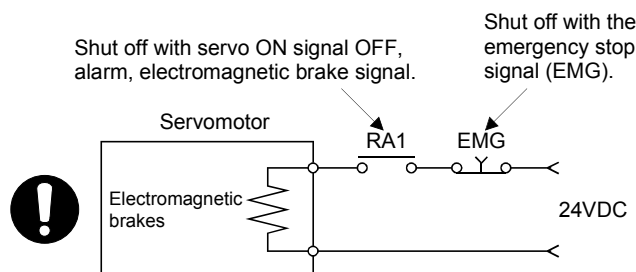 Shut off with servo ON signal OFF,
alarm, electromagnetic brake signal.
Shut off with the
emergency stop
signal (EMG).
Servomotor
RA1
EMG
Electromagnetic
brakes
24VDC